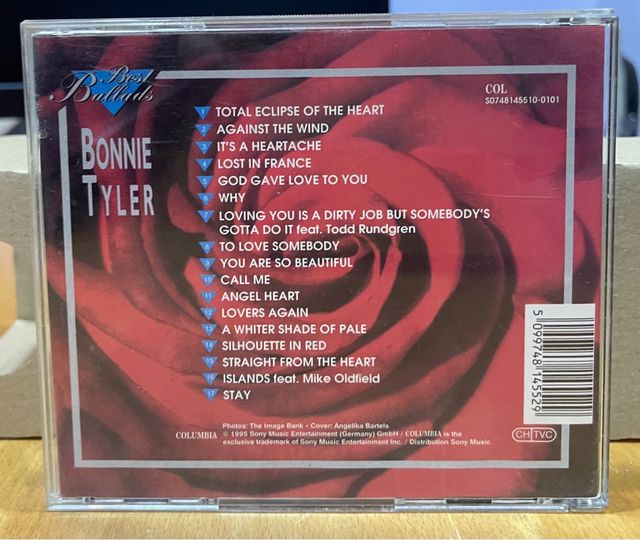 Best
Ballads
BONNIE
TYLER
COL
S0748145510-0101
1 TOTAL ECLIPSE OF THE HEART
2 AGAINST THE WIND
3 IT'S A HEARTACHE
4 LOST IN FRANCE
5 GOD GAVE LOVE TO YOU
6 WHY
7 LOVING YOU IS A DIRTY JOB BUT SOMEBODY'S
GOTTA DO IT feat. Todd Rundgren
8 TO LOVE SOMEBODY
9 YOU ARE SO BEAUTIFUL
10 CALL ME
11 ANGEL HEART
12 LOVERS AGAIN
13 A WHITER SHADE OF PALE
14 SILHOUETTE IN RED
15 STRAIGHT FROM THE HEART
16 ISLANDS feat. Mike Oldfield
17 STAY
5 099748 145529
Photos: The Image Bank • Cover: Angelika Bartels
COLUMBIA © 1995 Sony Music Entertainment (Germany) GmbH / COLUMBIA is the
exclusive trademark of Sony Music Entertainment Inc. / Distribution Sony Music
CH TVC